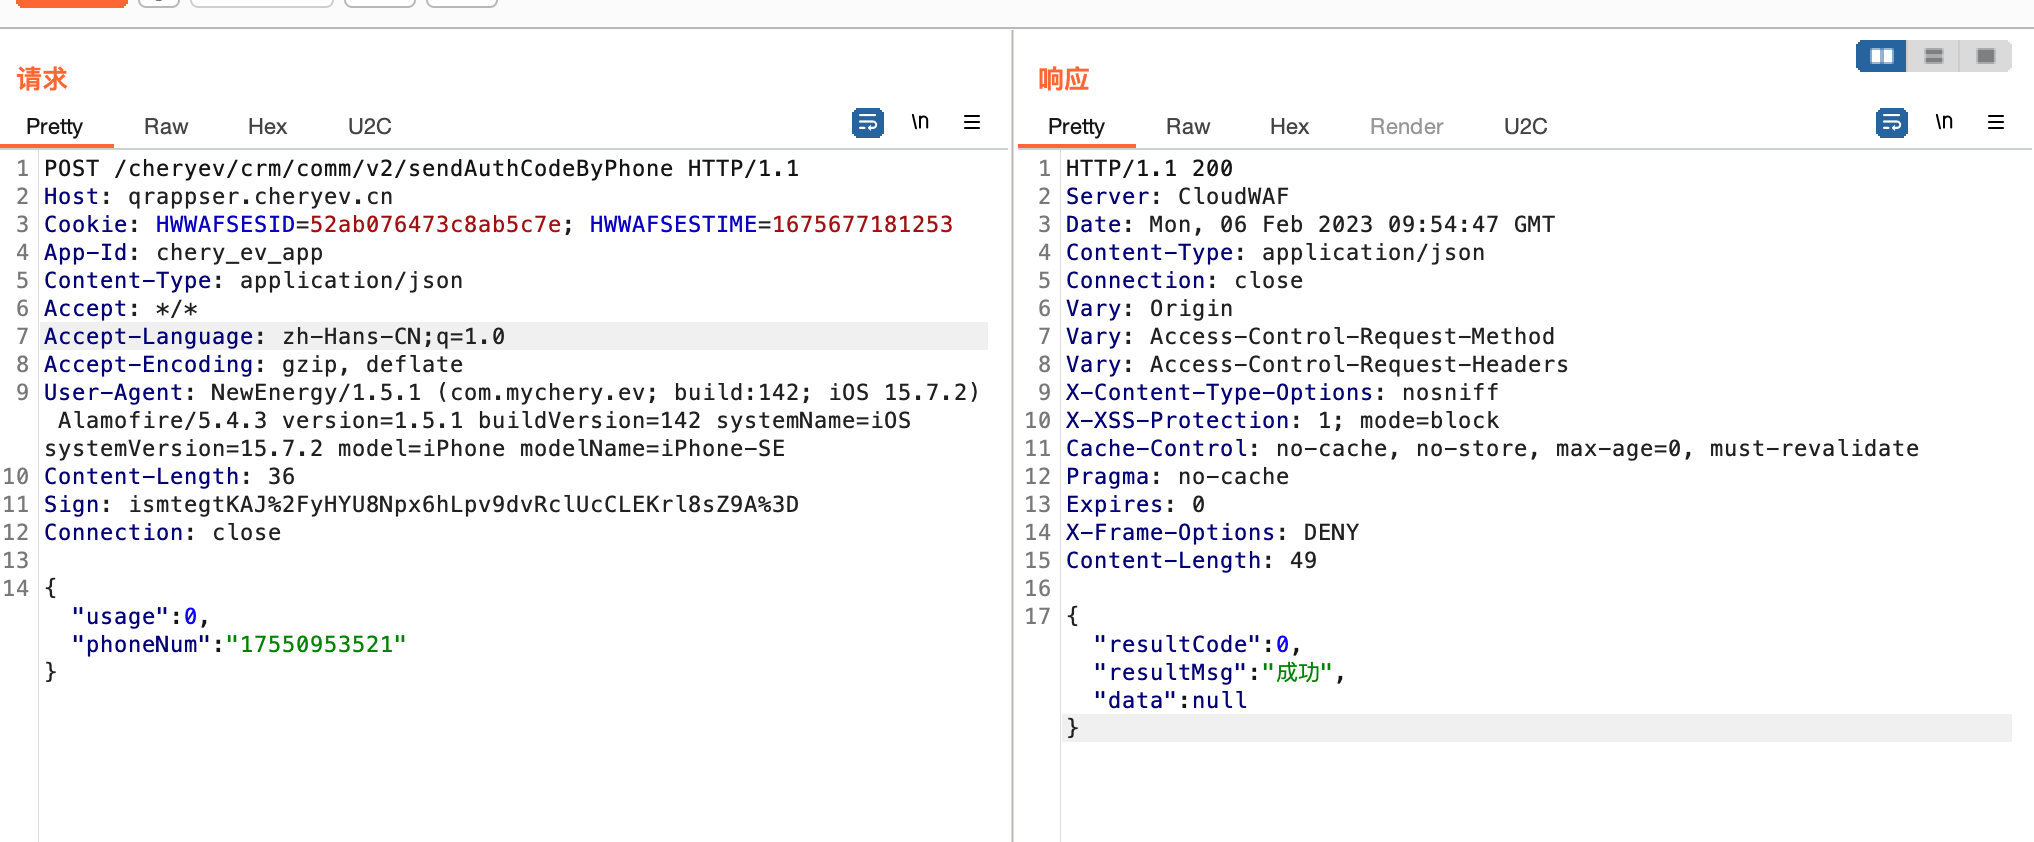 请求
Pretty Raw Hex U2C \n
1 POST /cheryev/crm/comm/v2/sendAuthCodeByPhone HTTP/1.1
2 Host: qrappser.cheryev.cn
3 Cookie: HWWAFSESID=52ab076473c8ab5c7e; HWWAFSESTIME=1675677181253
4 App-Id: chery_ev_app
5 Content-Type: application/json
6 Accept: */*
7 Accept-Language: zh-Hans-CN;q=1.0
8 Accept-Encoding: gzip, deflate
9 User-Agent: NewEnergy/1.5.1 (com.mychery.ev; build:142; iOS 15.7.2)
Alamofire/5.4.3 version=1.5.1 buildVersion=142 systemName=iOS
systemVersion=15.7.2 model=iPhone modelName=iPhone-SE
10 Content-Length: 36
11 Sign: ismtegtKAJ%2FyHYU8Npx6hLpv9dvRclUcCLEKrl8sZ9A%3D
12 Connection: close
13
14 {
"usage":0,
"phoneNum":"17550953521"
}
响应
Pretty Raw Hex Render U2C \n
1 HTTP/1.1 200
2 Server: CloudWAF
3 Date: Mon, 06 Feb 2023 09:54:47 GMT
4 Content-Type: application/json
5 Connection: close
6 Vary: Origin
7 Vary: Access-Control-Request-Method
8 Vary: Access-Control-Request-Headers
9 X-Content-Type-Options: nosniff
10 X-XSS-Protection: 1; mode=block
11 Cache-Control: no-cache, no-store, max-age=0, must-revalidate
12 Pragma: no-cache
13 Expires: 0
14 X-Frame-Options: DENY
15 Content-Length: 49
16
17 {
"resultCode":0,
"resultMsg":"成功",
"data":null
}